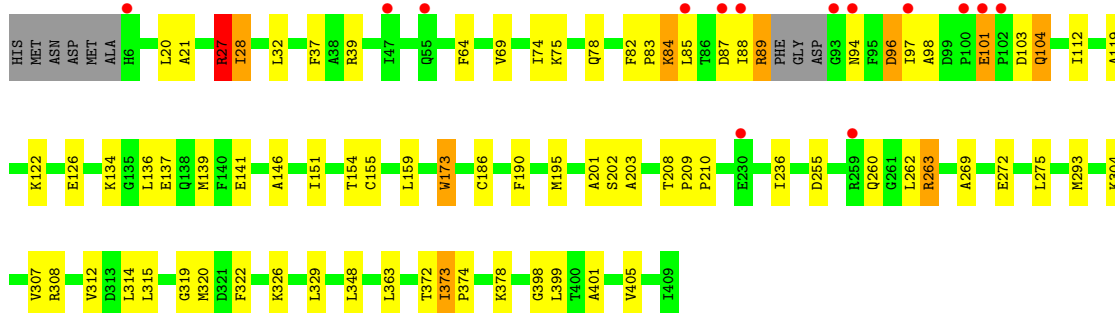 HIS MET ASN ASP MET ALA H6 L20 A21 R27 I28 L32 F37 A38 R39 I47 Q55 F64 V69 I74 K75 Q78 F82 P83 K84 L85 T86 D87 I88 R89 PHE GLY ASP G93 N94 F95 D96 I97 A98 D99 P100 E101 P102 D103 Q104 I112 A119
K122 E126 K134 G135 L136 E137 Q138 M139 F140 E141 A146 I151 T154 C155 L159 W173 C186 F190 M195 A201 S202 A203 T208 P209 P210 E230 I236 D255 R259 Q260 G261 L262 R263 A269 E272 L275 M293 K304
V307 R308 V312 D313 L314 L315 G319 M320 D321 F322 K326 L329 L348 L363 T372 I373 P374 K378 G398 L399 T400 A401 V405 I409